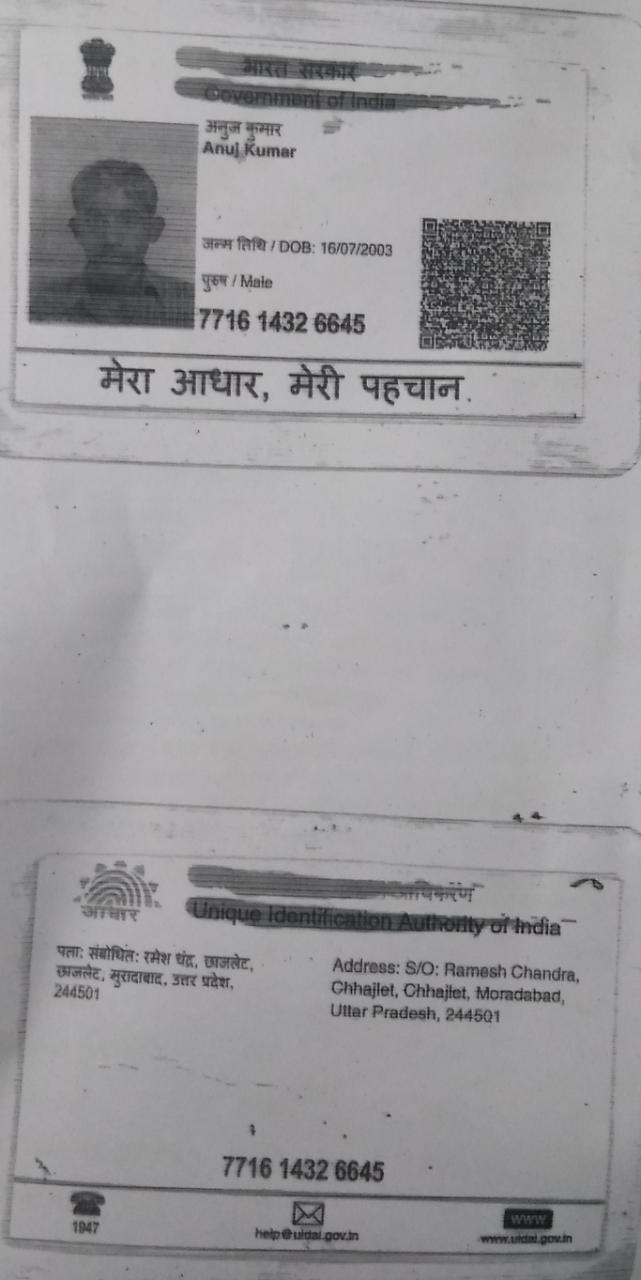 भारत सरकार
Government of India
अनुज कुमार
Anuj Kumar
जन्म तिथि / DOB: 16/07/2003
पुरुष / Male
7716 1432 6645
मेरा आधार, मेरी पहचान
आधार
Unique Identification Authority of India
पता: संबोधित: रमेश चंद्र, छाजलेट,
छाजलेट, मुरादाबाद, उत्तर प्रदेश,
244501
Address: S/O: Ramesh Chandra,
Chhajlet, Chhajlet, Moradabad,
Uttar Pradesh, 244501
7716 1432 6645
1947
help@uidai.gov.in
www
www.uidai.gov.in